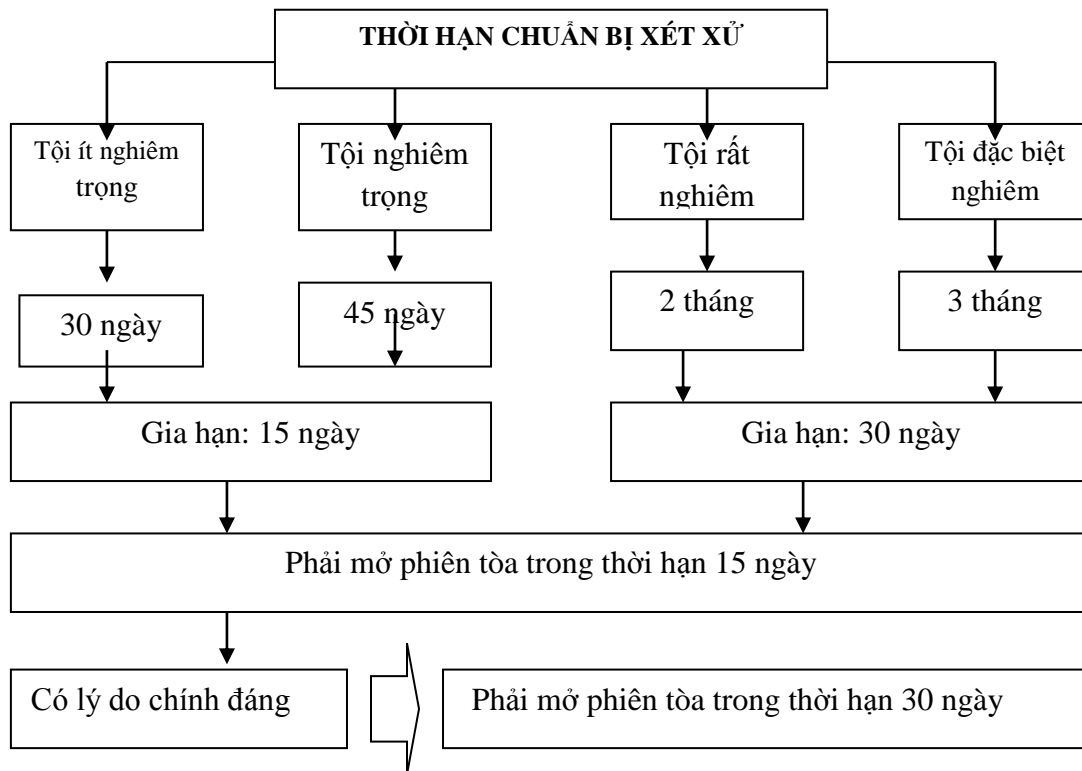 THỜI HẠN CHUẨN BỊ XÉT XỬ
Tội ít nghiêm
trọng
Tội nghiêm
trọng
Tội rất
nghiêm
Tội đặc biệt
nghiêm
30 ngày
45 ngày
2 tháng
3 tháng
Gia hạn: 15 ngày
Gia hạn: 30 ngày
Phải mở phiên tòa trong thời hạn 15 ngày
Có lý do chính đáng
Phải mở phiên tòa trong thời hạn 30 ngày